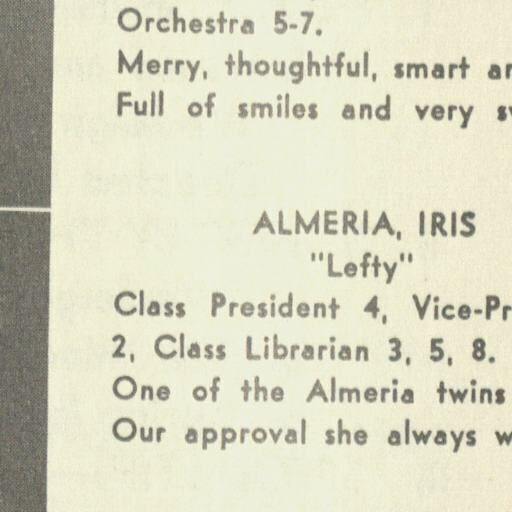 Orchestra 5-7.
Merry, thoughtful, smart
Full of smiles and very
ALMERIA, IRIS
"Lefty"
Class President 4, Vice-Pr
2, Class Librarian 3, 5, 8.
One of the Almeria twins
Our approval she always